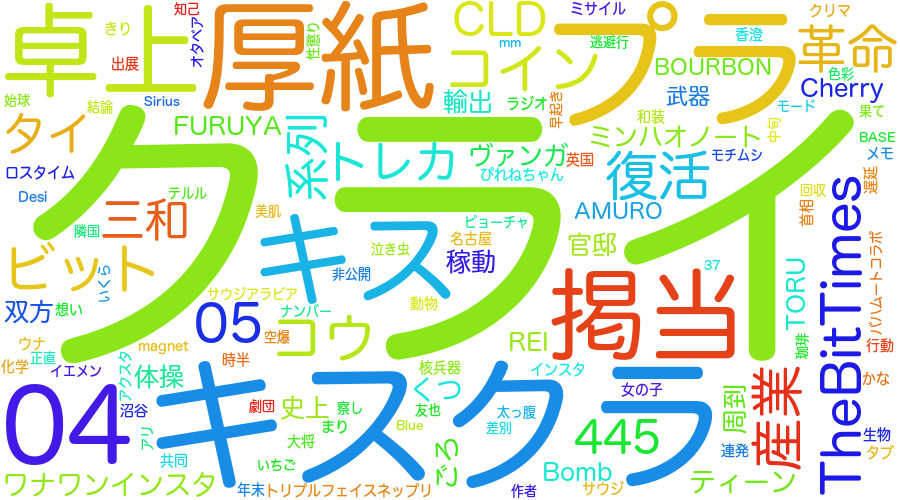 知己
きり
オタペア
出展
卓上
厚紙
性懲り
CLD
コイン
mm
ミサイル
逃避行
プラ
香澄
クリマ
革命
BOURBON
色彩
Cherry
始球
結論
Sirius
輸出
ラジオ
早起き
武器
モード
果て
タイ
FURUYA
系列
トレカ
ヴァンガ
ミンハオノート
和装
中旬
BASE
メモ
ロスタイム
クライ
テルル
ぴれねちゃん
英国
復活
モチムシ
遅延
Desi
三和
美肌
AMURO
回収
首相
TheBitTimes
隣国
ビット
いくら
キス
泣き虫
ピョーチャ
名古屋
官邸
バハムートコラボ
非公開
稼動
37
TORU
双方
想い
サウジアラビア
ナンバー
動物
05
空爆
コウ
REI
掲当
珈琲
ウナ
正直
magnet
時半
行動
化学
イエメン
アクスタ
体操
核兵器
くつ
インスタ
女の子
かな
04
沼谷
キスクラ
劇団
史上
察し
友也
太っ腹
周到
産業
アリ
まり
Blue
差別
445
生物
共同
大将
連発
タブ
いちご
ごろ
Bomb
ワナワンインスタ
年末
トリプルフェイスネップリ
作者
サウジ
ティーン